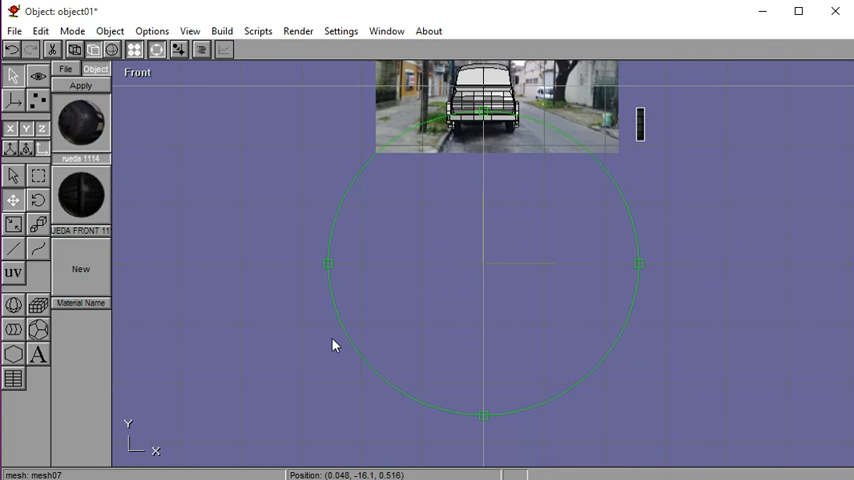 Object: object01*
File Edit Mode Object Options View Build Scripts Render Settings Window About
File Object
Front
Apply
X Y Z
rueda 1114
UEDA FRONT 11
New
uv
Material Name
A
Y
X
mesh: mesh07 Position: (0.048, -16.1, 0.516)